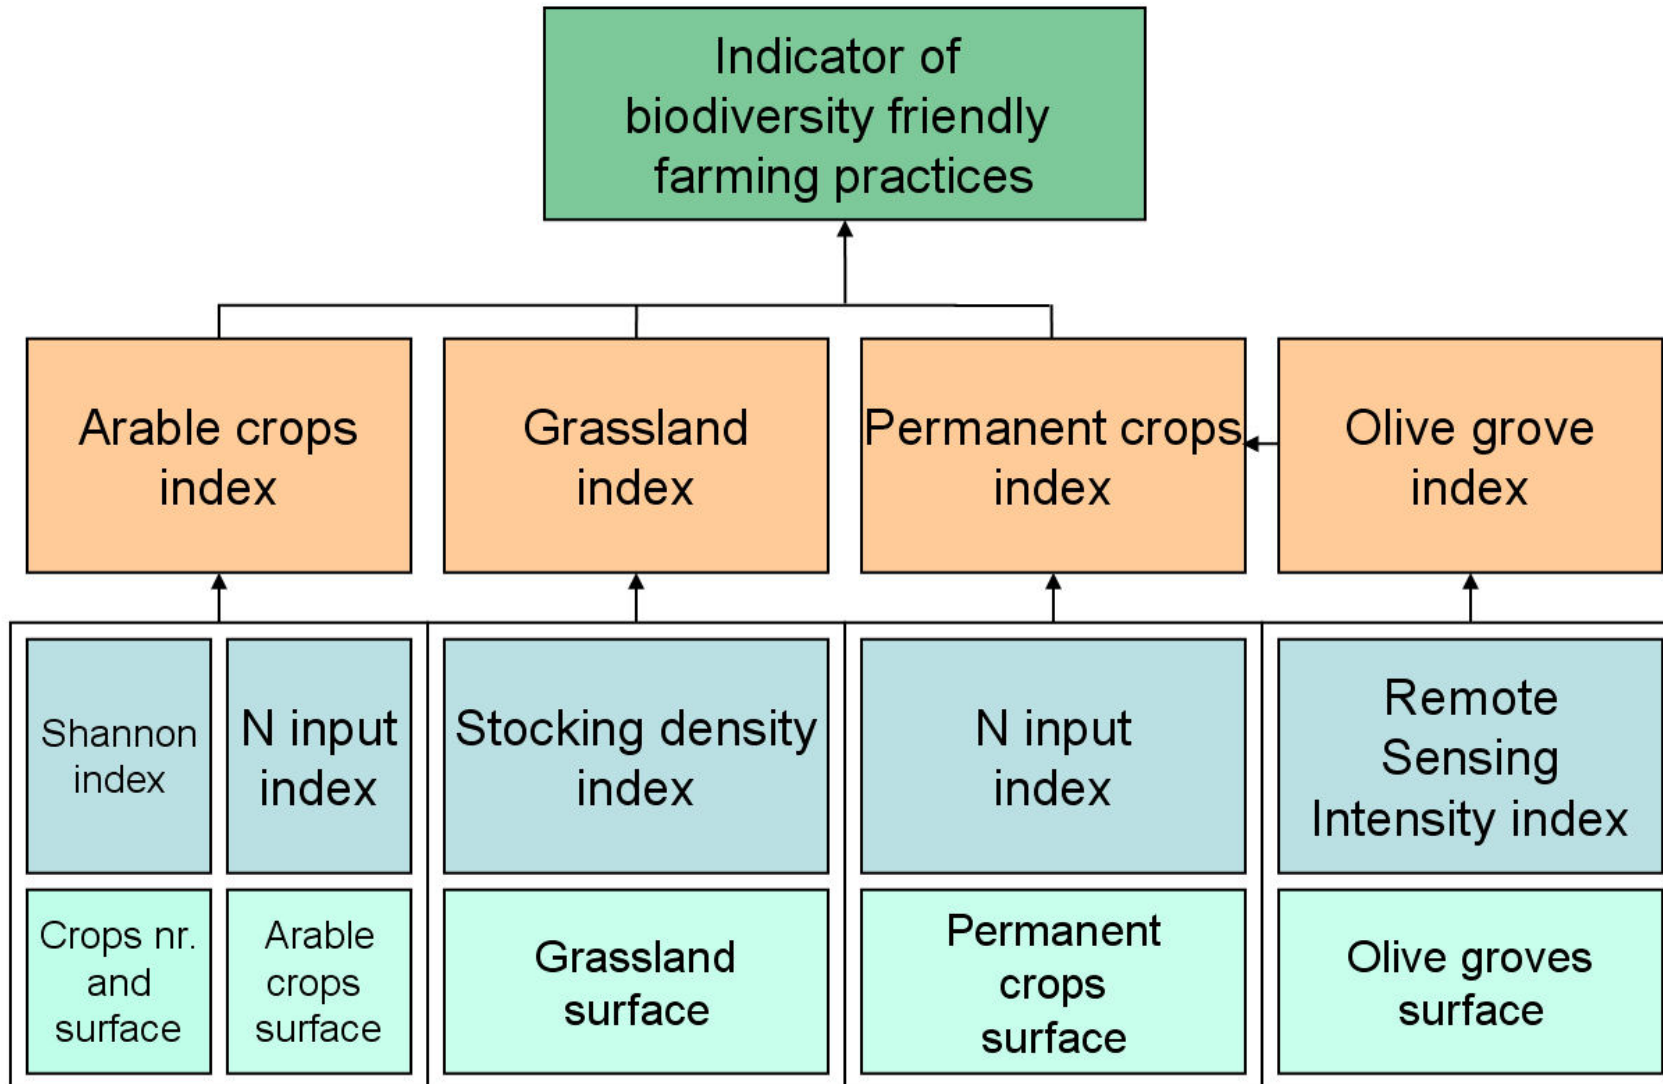 Indicator of
biodiversity friendly
farming practices
Arable crops
index
Grassland
index
Permanent crops
index
Olive grove
index
Shannon
index
N input
index
Stocking density
index
N input
index
Remote
Sensing
Intensity index
Crops nr.
and
surface
Arable
crops
surface
Grassland
surface
Permanent
crops
surface
Olive groves
surface